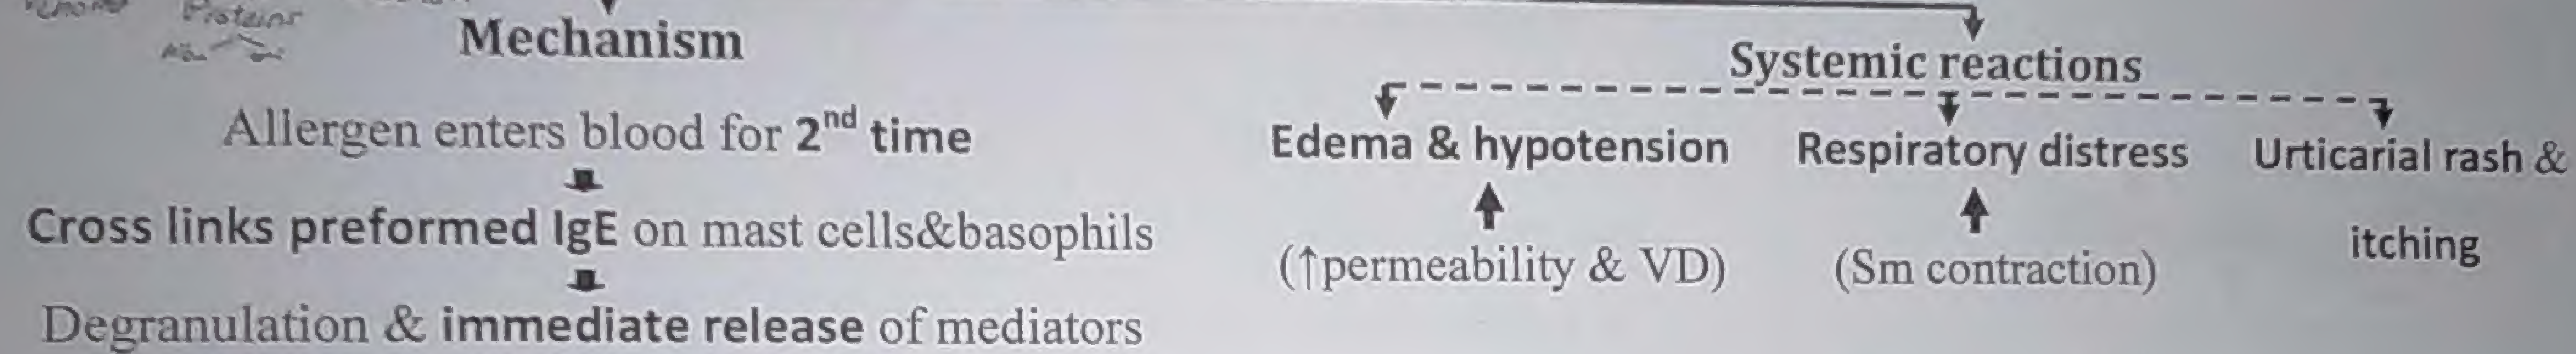 Proteins
Mechanism
Allergen enters blood for 2nd time
Cross links preformed IgE on mast cells&basophils
Degranulation & immediate release of mediators
Systemic reactions
Edema & hypotension
(↑permeability & VD)
Respiratory distress
(Sm contraction)
Urticarial rash &
itching